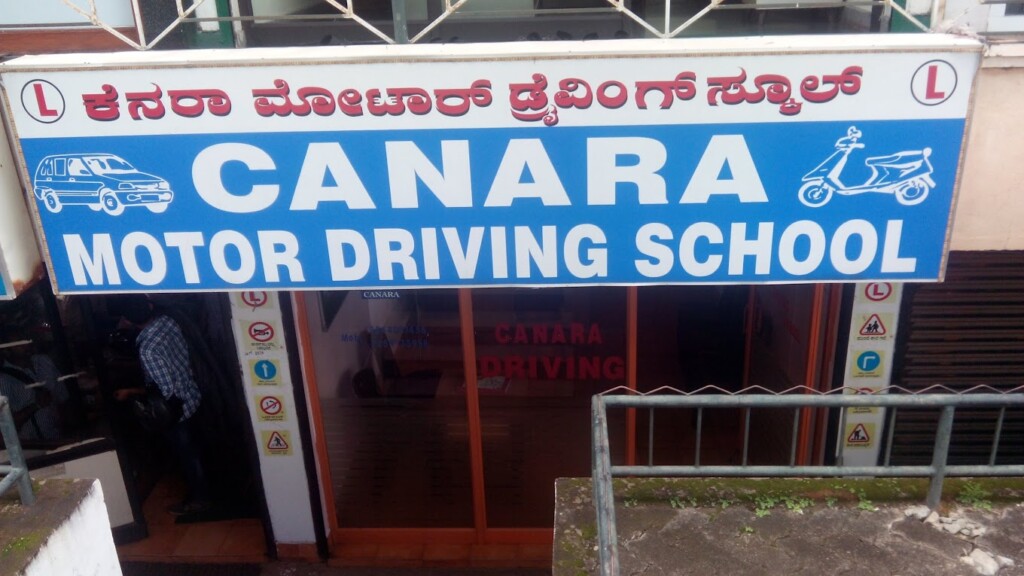 L ಕೆನರಾ ಮೋಟಾರ್ ಡ್ರೈವಿಂಗ್ ಸ್ಕೂಲ್ L
CANARA
MOTOR DRIVING SCHOOL
CANARA
CANARA
DRIVING
L
L